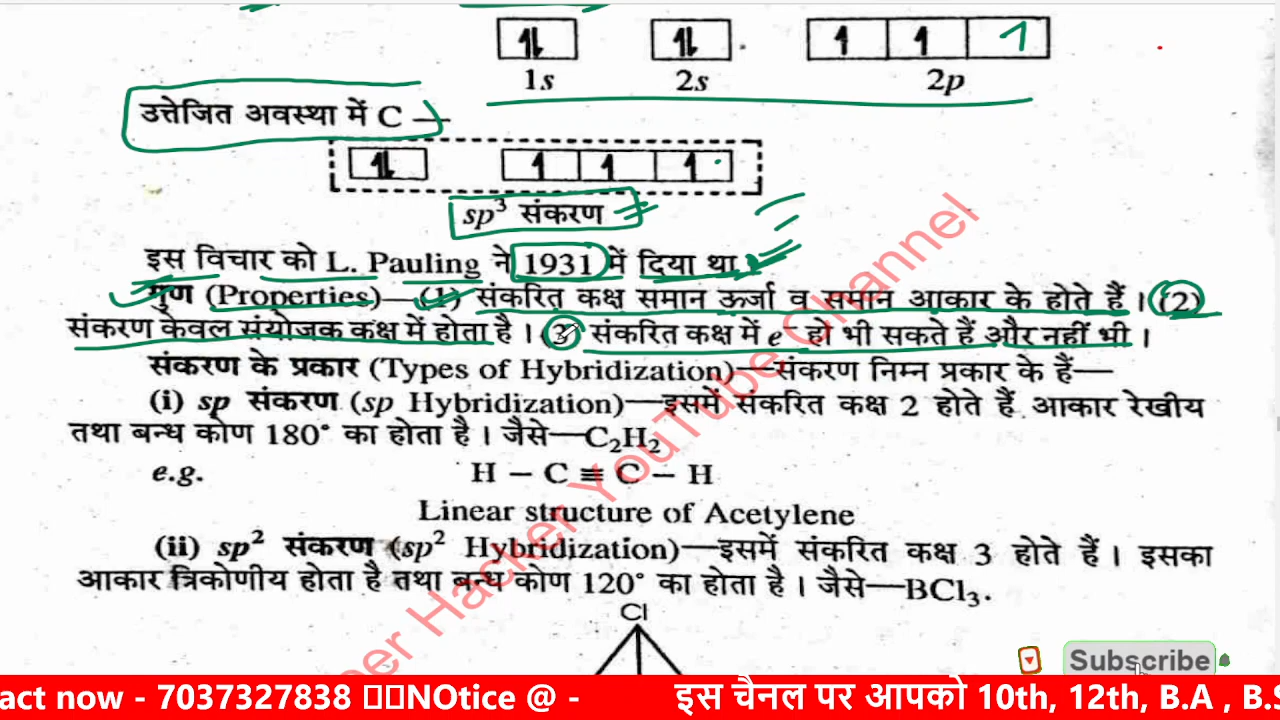 1s 2s 2p
उत्तेजित अवस्था में C —
sp³ संकरण
इस विचार को L. Pauling ने 1931 में दिया था
गुण (Properties)—(1) संकरित कक्ष समान ऊर्जा व समान आकार के होते हैं। (2)
संकरण केवल संयोजक कक्ष में होता है। (3) संकरित कक्ष में e⁻ हो भी सकते हैं और नहीं भी।
संकरण के प्रकार (Types of Hybridization)—संकरण निम्न प्रकार के हैं—
(i) sp संकरण (sp Hybridization)—इसमें संकरित कक्ष 2 होते हैं आकार रेखीय
तथा बन्ध कोण 180° का होता है। जैसे—C₂H₂
e.g. H – C ≡ C – H
Linear structure of Acetylene
(ii) sp² संकरण (sp² Hybridization)—इसमें संकरित कक्ष 3 होते हैं। इसका
आकार त्रिकोणीय होता है तथा बन्ध कोण 120° का होता है। जैसे—BCl₃.
Cl
Hacker YouTube Channel
Subscribe
act now - 7037327838 NOtice @ - इस चैनल पर आपको 10th, 12th, B.A , B.S